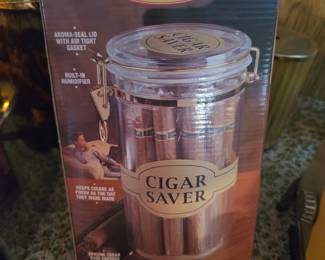 CIGAR
SAVER
AROMA-SEAL LID
WITH AIR TIGHT
GASKET
BUILT-IN
HUMIDIFIER
KEEPS CIGARS AS
FRESH AS THE DAY
THEY WERE MADE
CIGAR
SAVER